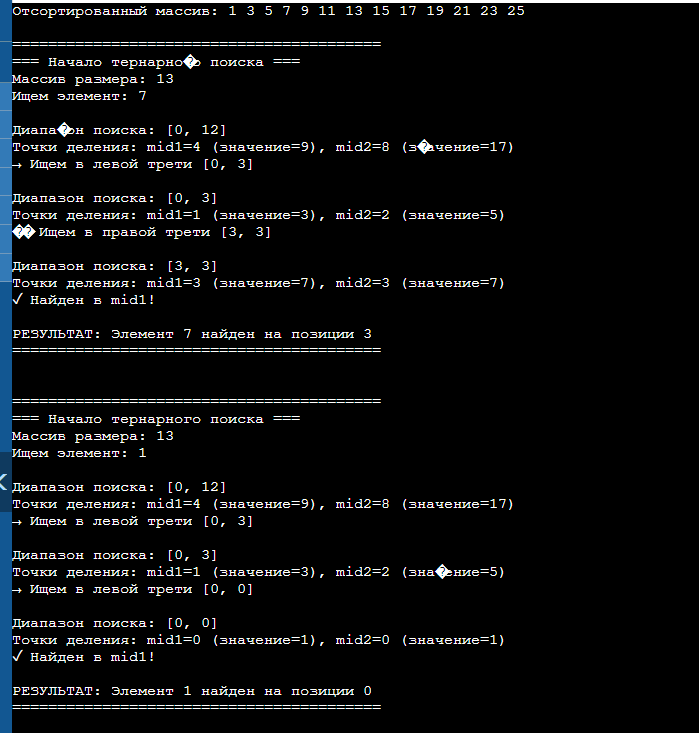 Отсортированный массив: 1 3 5 7 9 11 13 15 17 19 21 23 25
=========================================
=== Начало тернарно�о поиска ===
Массив размера: 13
Ищем элемент: 7
Диапа�он поиска: [0, 12]
Точки деления: mid1=4 (значение=9), mid2=8 (з�ачение=17)
→ Ищем в левой трети [0, 3]
Диапазон поиска: [0, 3]
Точки деления: mid1=1 (значение=3), mid2=2 (значение=5)
�� Ищем в правой трети [3, 3]
Диапазон поиска: [3, 3]
Точки деления: mid1=3 (значение=7), mid2=3 (значение=7)
✓ Найден в mid1!
РЕЗУЛЬТАТ: Элемент 7 найден на позиции 3
=========================================
=========================================
=== Начало тернарного поиска ===
Массив размера: 13
Ищем элемент: 1
Диапазон поиска: [0, 12]
Точки деления: mid1=4 (значение=9), mid2=8 (значение=17)
→ Ищем в левой трети [0, 3]
Диапазон поиска: [0, 3]
Точки деления: mid1=1 (значение=3), mid2=2 (зна�ение=5)
→ Ищем в левой трети [0, 0]
Диапазон поиска: [0, 0]
Точки деления: mid1=0 (значение=1), mid2=0 (значение=1)
✓ Найден в mid1!
РЕЗУЛЬТАТ: Элемент 1 найден на позиции 0
=========================================